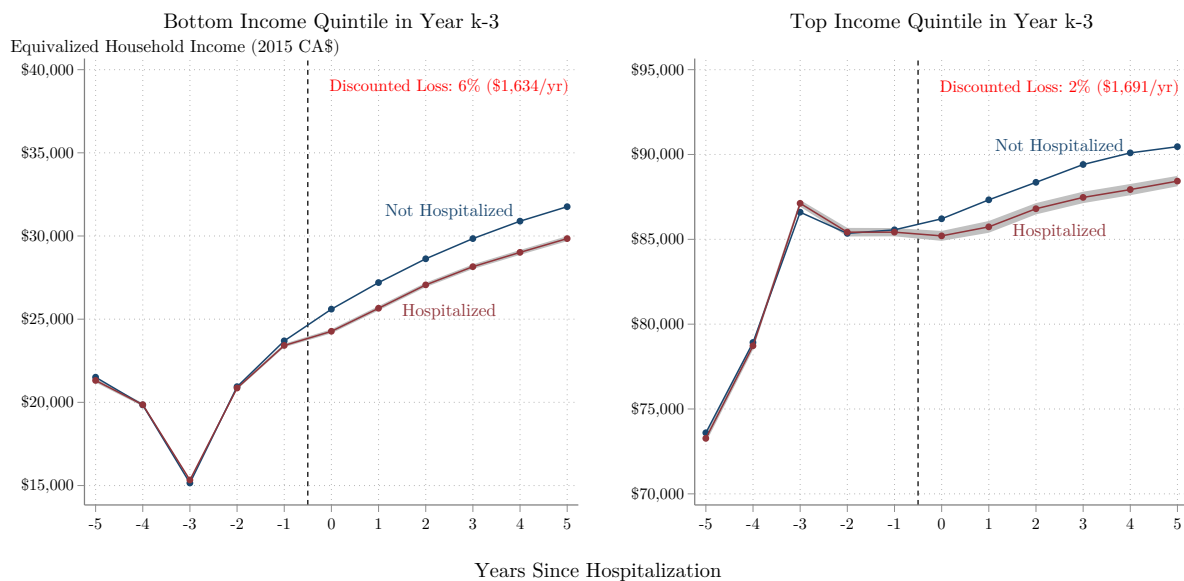 Bottom Income Quintile in Year k-3
Equivalized Household Income (2015 CA$)
$40,000
Discounted Loss: 6% ($1,634/yr)
$35,000
Not Hospitalized
$30,000
Hospitalized
$25,000
$20,000
$15,000
-5 -4 -3 -2 -1 0 1 2 3 4 5
Top Income Quintile in Year k-3
$95,000
Discounted Loss: 2% ($1,691/yr)
Not Hospitalized
$90,000
$85,000
Hospitalized
$80,000
$75,000
$70,000
-5 -4 -3 -2 -1 0 1 2 3 4 5
Years Since Hospitalization